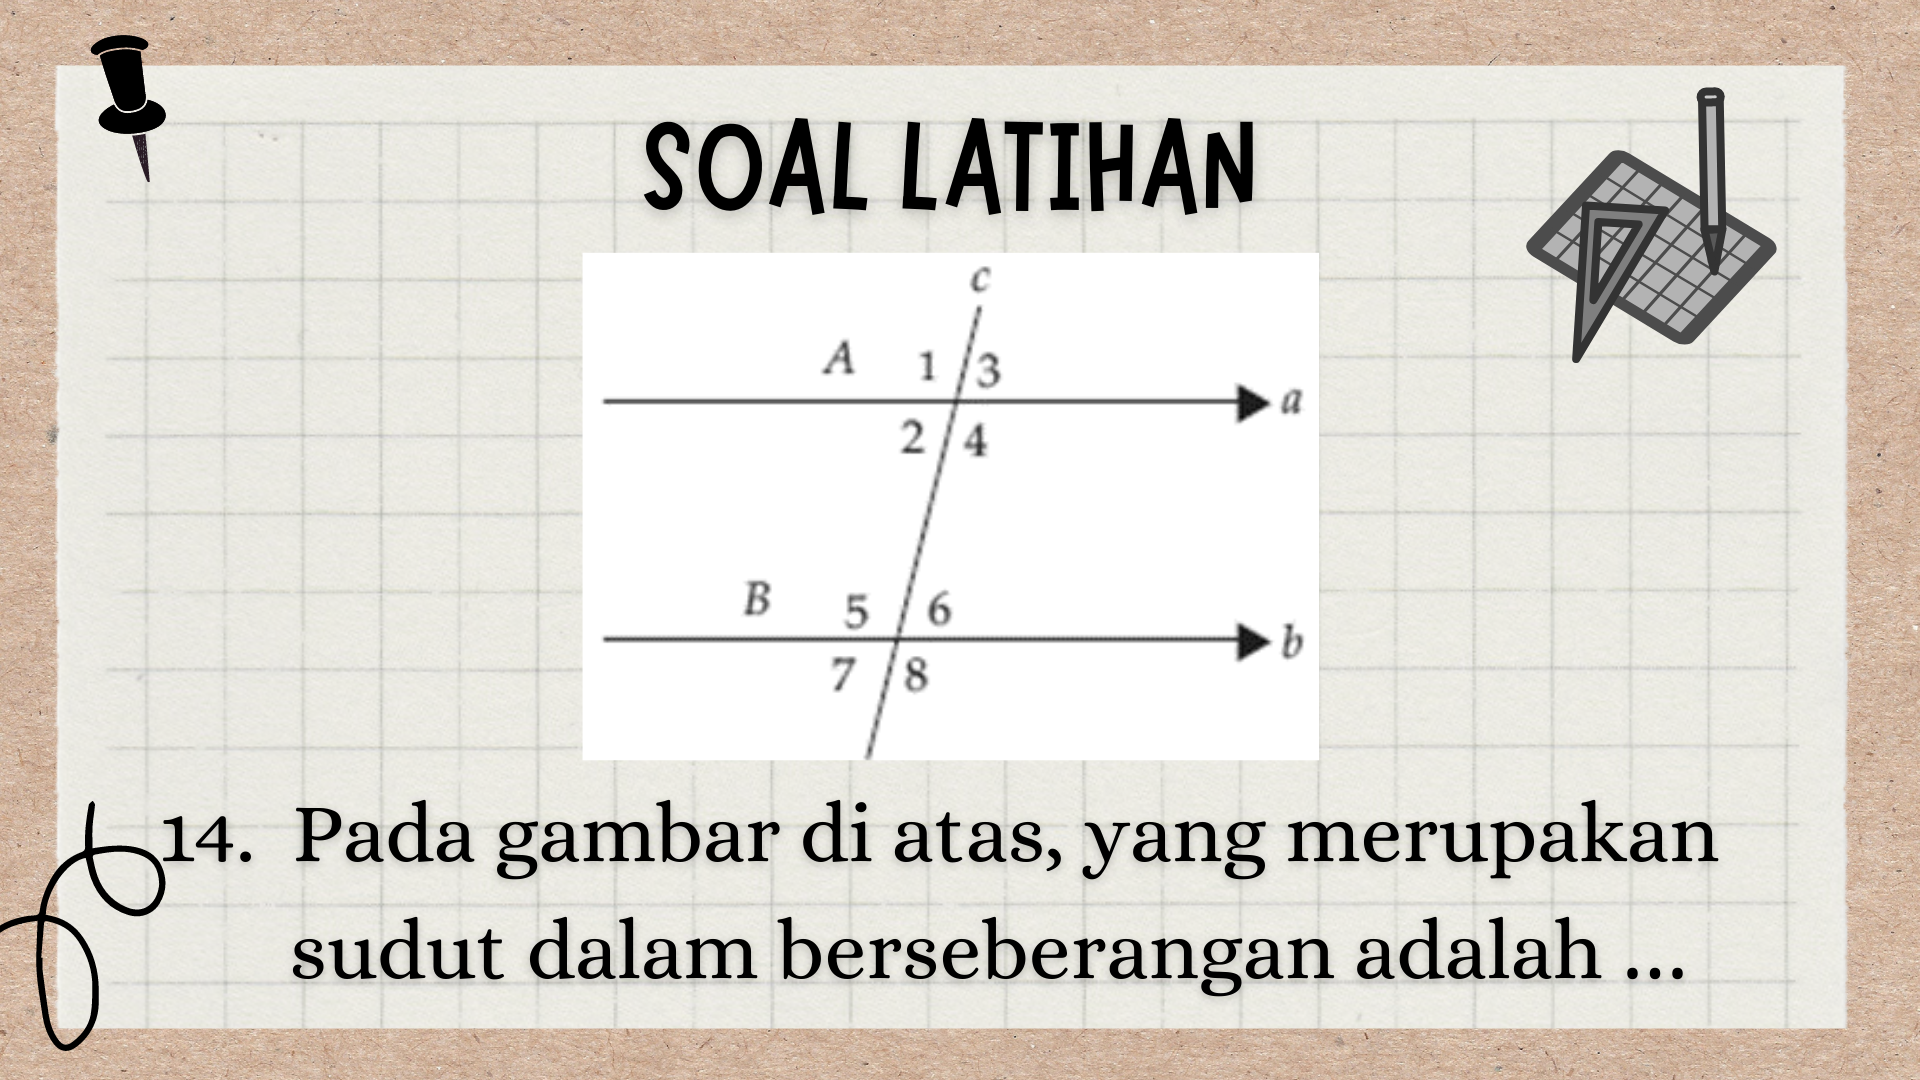 SOAL LATIHAN
c
A 1 3
a
2 4
B 5 6
b
7 8
14. Pada gambar di atas, yang merupakan
sudut dalam berseberangan adalah ...